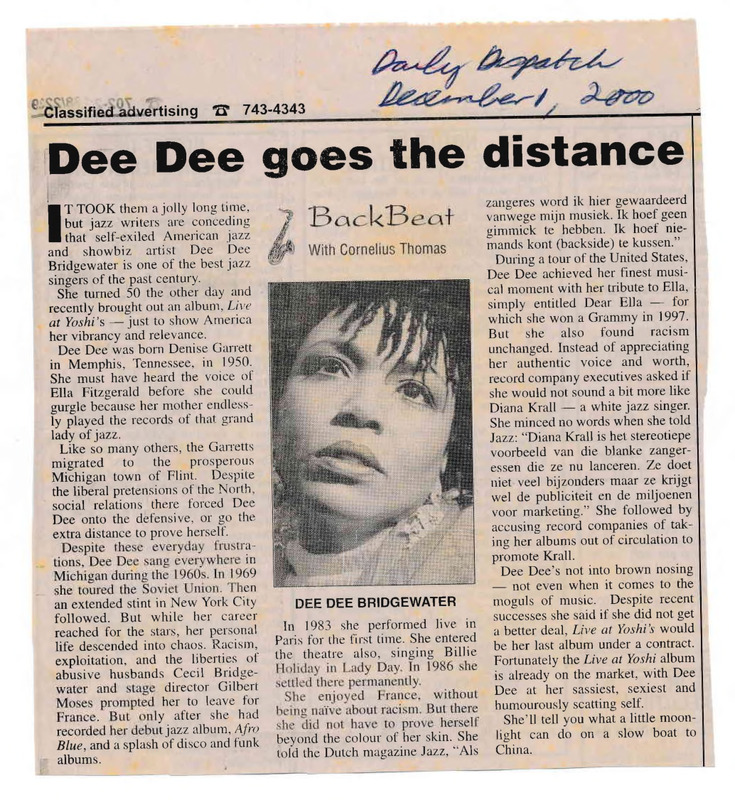 Daily Dispatch
December 1, 2000
Classified advertising ☎ 743-4343
Dee Dee goes the distance
IT TOOK them a jolly long time,
but jazz writers are conceding
that self-exiled American jazz
and showbiz artist Dee Dee
Bridgewater is one of the best jazz
singers of the past century.
She turned 50 the other day and
recently brought out an album, Live
at Yoshi's — just to show America
her vibrancy and relevance.
Dee Dee was born Denise Garrett
in Memphis, Tennessee, in 1950.
She must have heard the voice of
Ella Fitzgerald before she could
gurgle because her mother endless-
ly played the records of that grand
lady of jazz.
Like so many others, the Garretts
migrated to the prosperous
Michigan town of Flint. Despite
the liberal pretensions of the North,
social relations there forced Dee
Dee onto the defensive, or go the
extra distance to prove herself.
Despite these everyday frustra-
tions, Dee Dee sang everywhere in
Michigan during the 1960s. In 1969
she toured the Soviet Union. Then
an extended stint in New York City
followed. But while her career
reached for the stars, her personal
life descended into chaos. Racism,
exploitation, and the liberties of
abusive husbands Cecil Bridge-
water and stage director Gilbert
Moses prompted her to leave for
France. But only after she had
recorded her debut jazz album, Afro
Blue, and a splash of disco and funk
albums.
BackBeat
With Cornelius Thomas
DEE DEE BRIDGEWATER
In 1983 she performed live in
Paris for the first time. She entered
the theatre also, singing Billie
Holiday in Lady Day. In 1986 she
settled there permanently.
She enjoyed France, without
being naïve about racism. But there
she did not have to prove herself
beyond the colour of her skin. She
told the Dutch magazine Jazz, “Als
zangeres word ik hier gewaardeerd
vanwege mijn musiek. Ik hoef geen
gimmick te hebben. Ik hoef nie-
mands kont (backside) te kussen.”
During a tour of the United States,
Dee Dee achieved her finest musi-
cal moment with her tribute to Ella,
simply entitled Dear Ella — for
which she won a Grammy in 1997.
But she also found racism
unchanged. Instead of appreciating
her authentic voice and worth,
record company executives asked if
she would not sound a bit more like
Diana Krall — a white jazz singer.
She minced no words when she told
Jazz: “Diana Krall is het stereotiepe
voorbeeld van die blanke zanger-
essen die ze nu lanceren. Ze doet
niet veel bijzonders maar ze krijgt
wel de publiciteit en de miljoenen
voor marketing.” She followed by
accusing record companies of tak-
ing her albums out of circulation to
promote Krall.
Dee Dee's not into brown nosing
— not even when it comes to the
moguls of music. Despite recent
successes she said if she did not get
a better deal, Live at Yoshi's would
be her last album under a contract.
Fortunately the Live at Yoshi album
is already on the market, with Dee
Dee at her sassiest, sexiest and
humourously scatting self.
She'll tell you what a little moon-
light can do on a slow boat to
China.